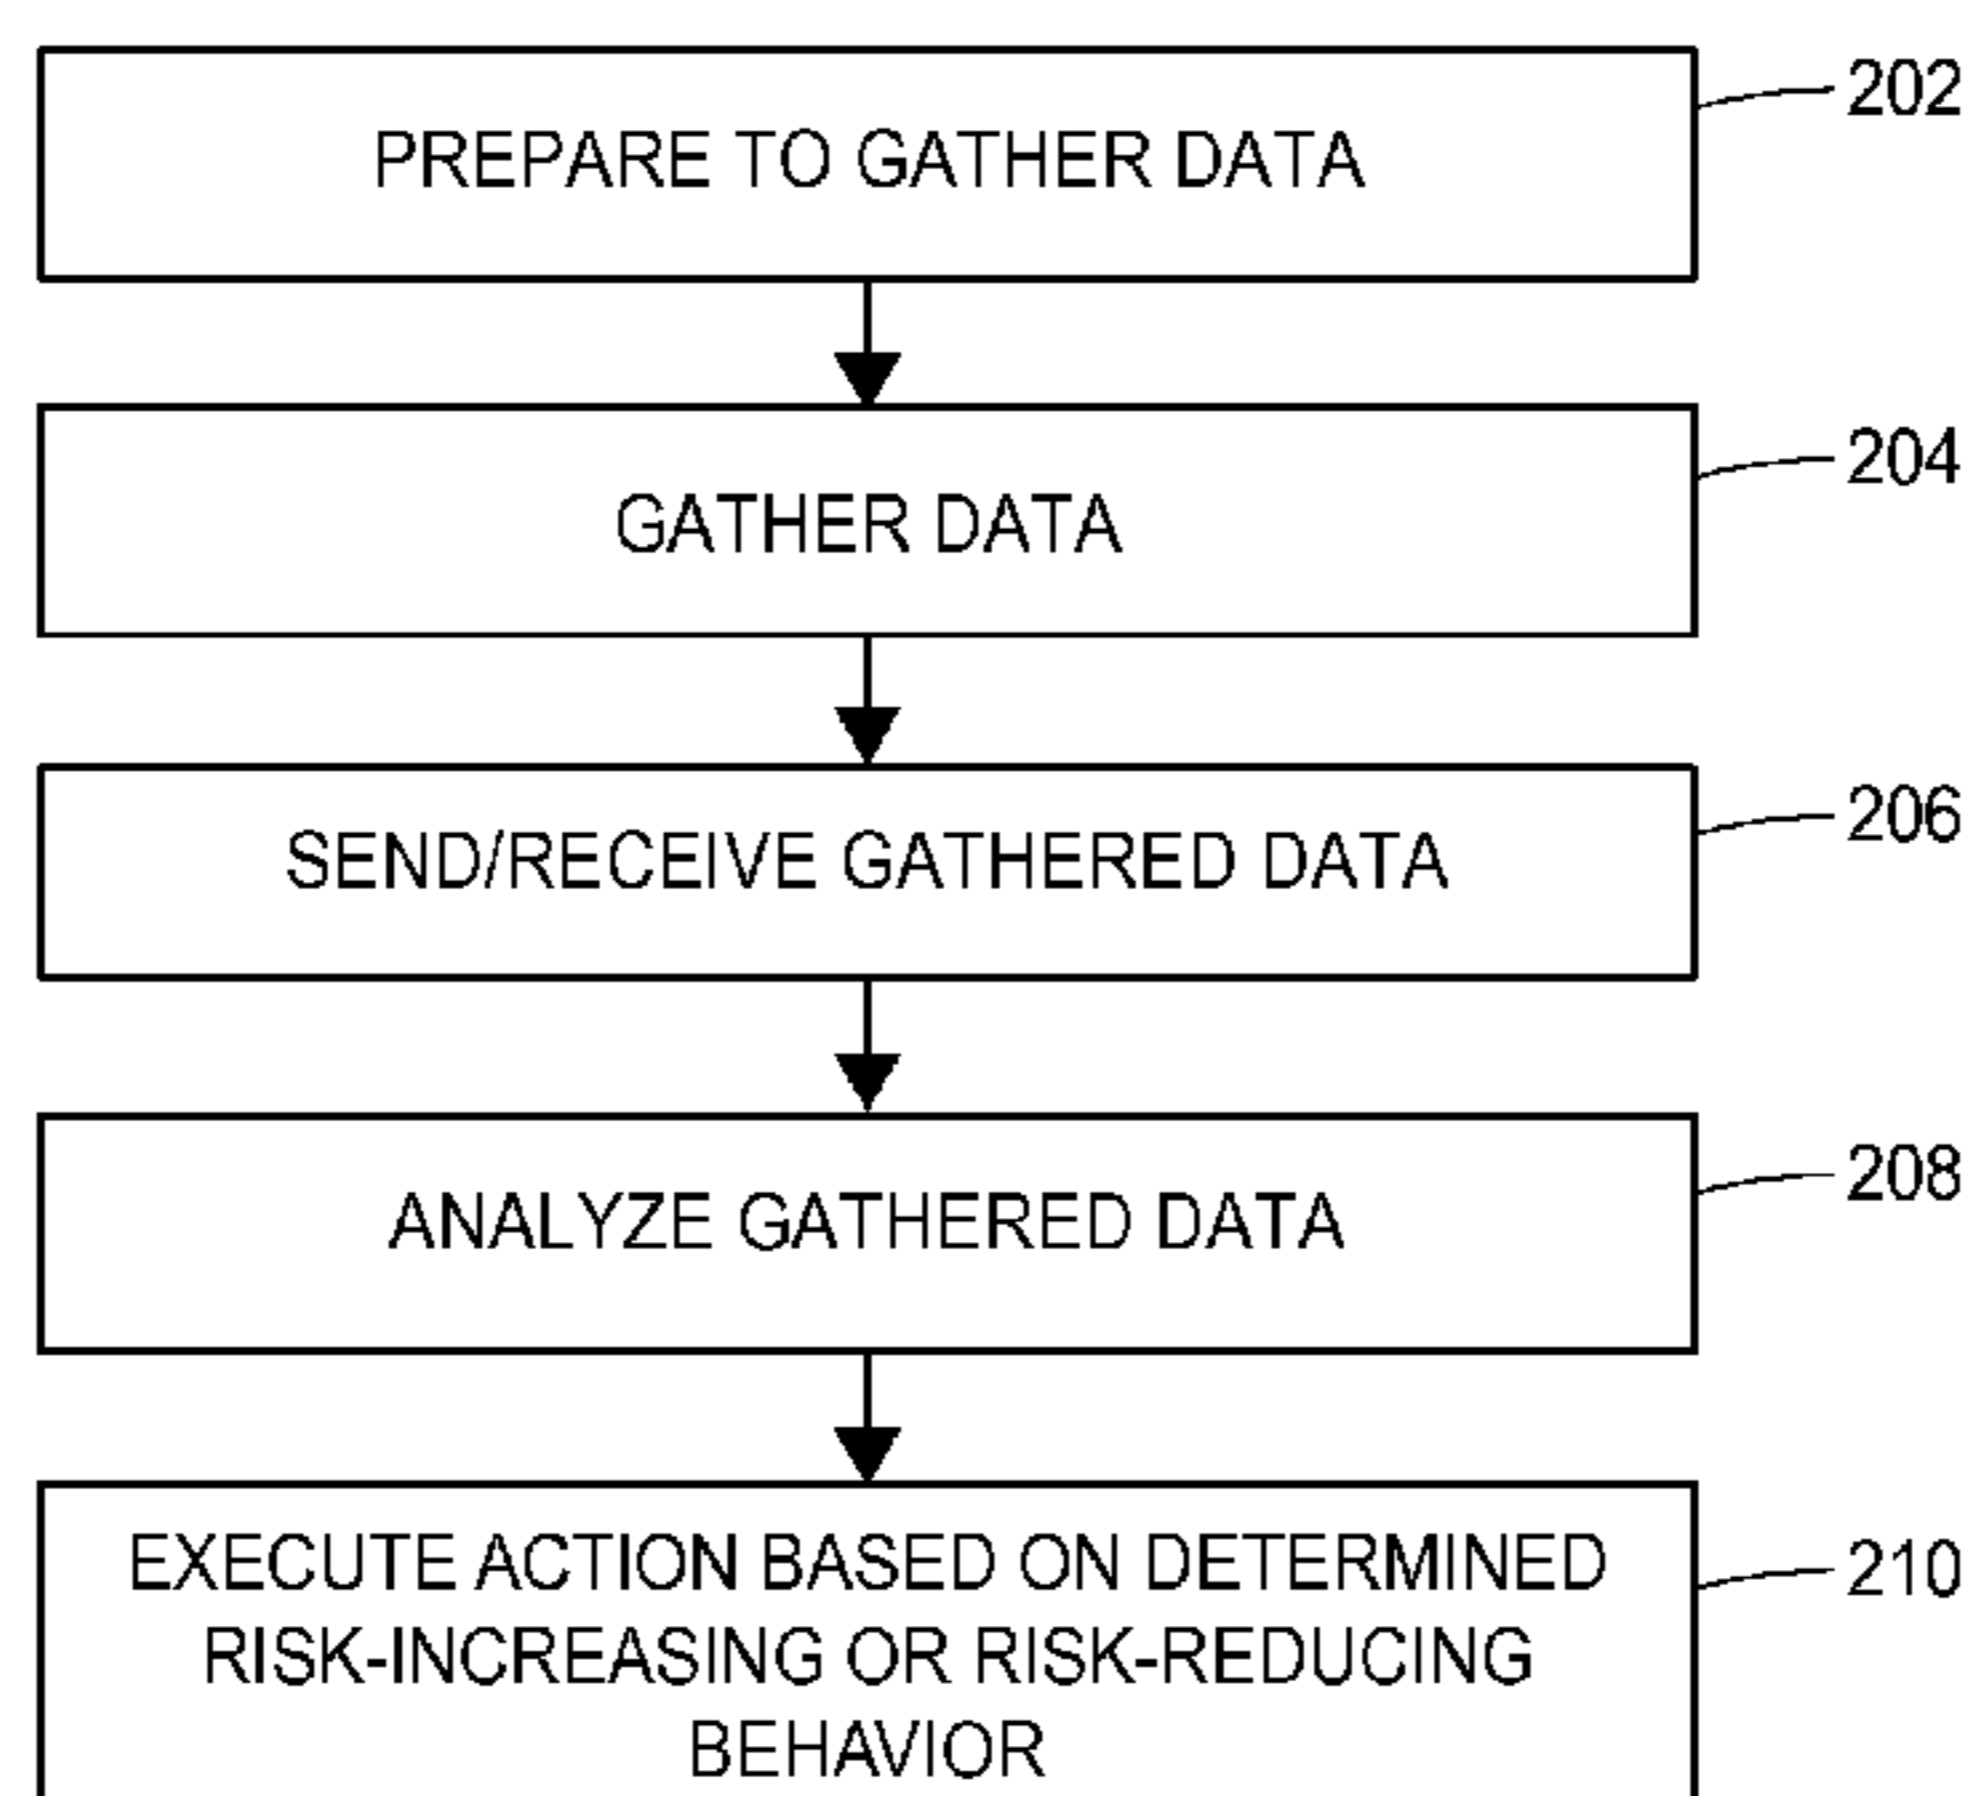 PREPARE TO GATHER DATA
202
GATHER DATA
204
SEND/RECEIVE GATHERED DATA
206
ANALYZE GATHERED DATA
208
EXECUTE ACTION BASED ON DETERMINED
RISK-INCREASING OR RISK-REDUCING
BEHAVIOR
210